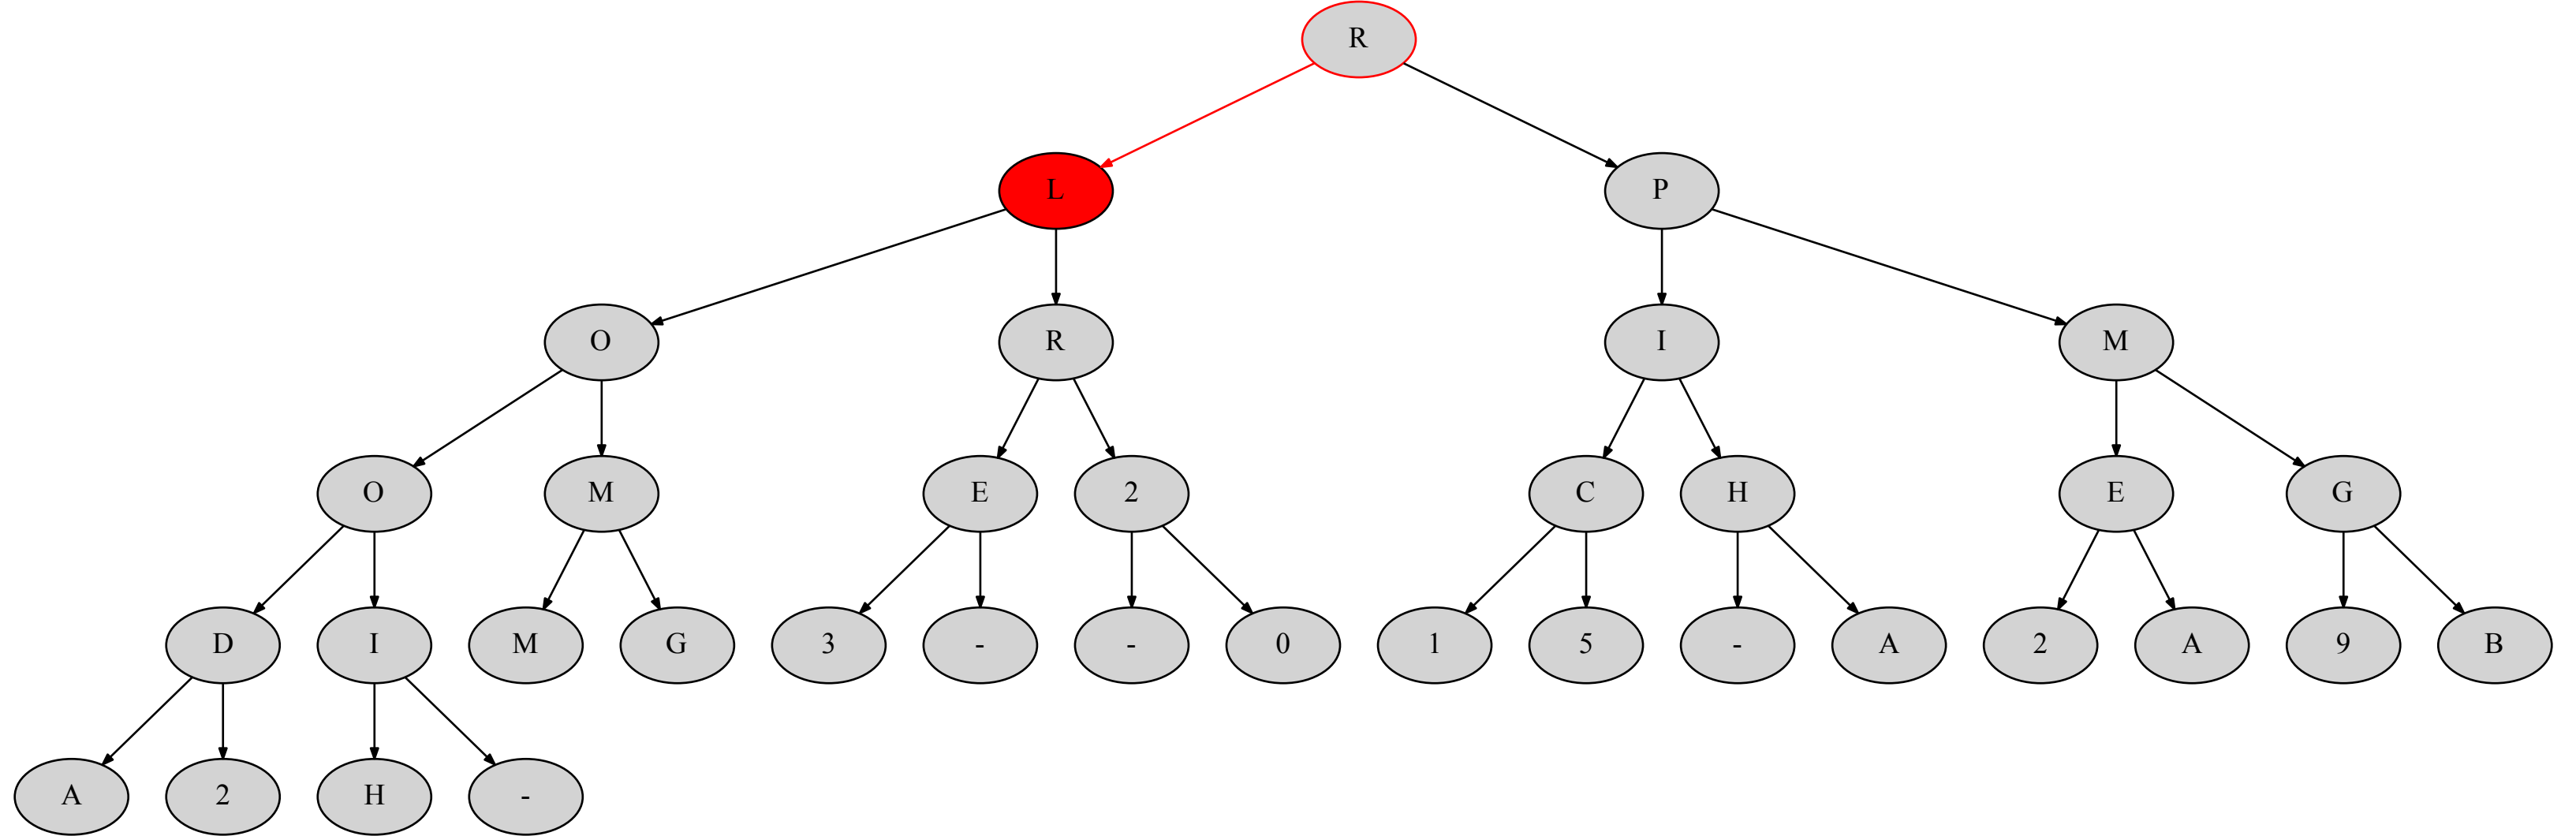 R
L P
O R I M
O M E 2 C H E G
D I M G 3 - - 0 1 5 - A 2 A 9 B
A 2 H -